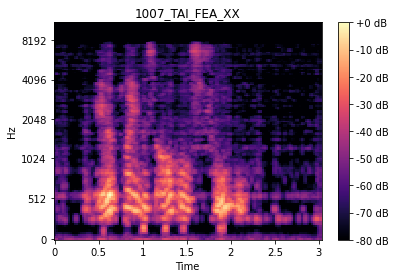 1007_TAI_FEA_XX
+0 dB
8192
-10 dB
4096
-20 dB
-30 dB
2048
Hz
-40 dB
1024
-50 dB
512
-60 dB
-70 dB
0
-80 dB
0 0.5 1 1.5 2 2.5 3
Time